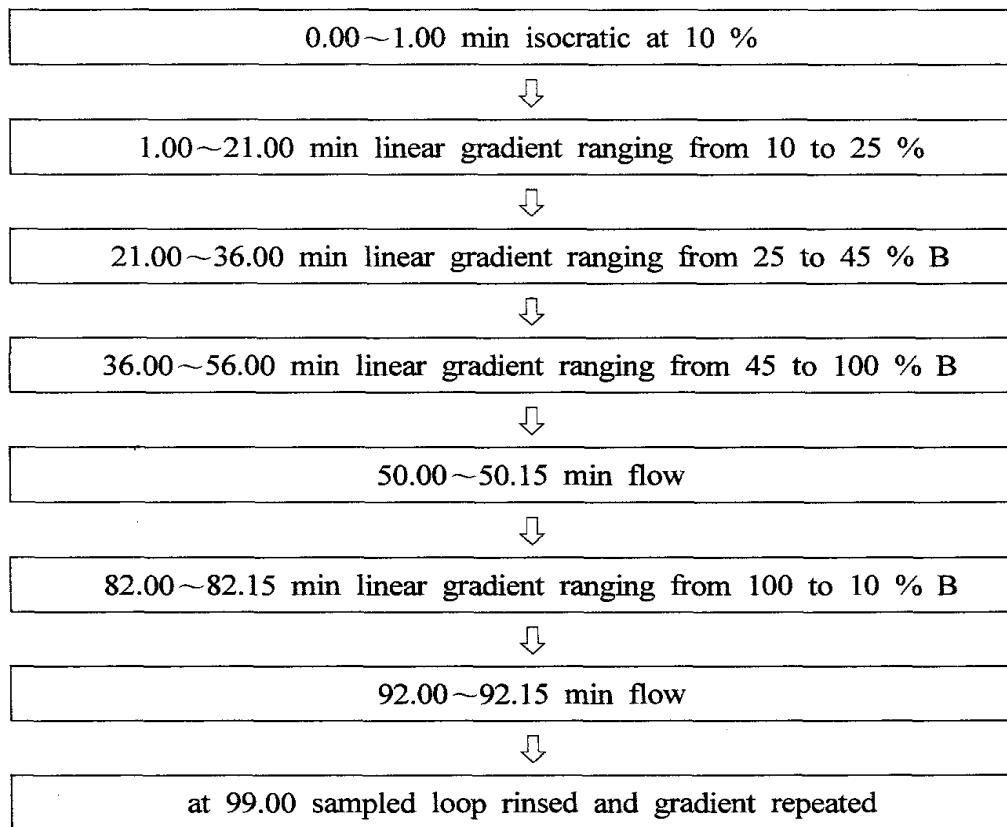 0.00～1.00 min isocratic at 10 %
1.00～21.00 min linear gradient ranging from 10 to 25 %
21.00～36.00 min linear gradient ranging from 25 to 45 % B
36.00～56.00 min linear gradient ranging from 45 to 100 % B
50.00～50.15 min flow
82.00～82.15 min linear gradient ranging from 100 to 10 % B
92.00～92.15 min flow
at 99.00 sampled loop rinsed and gradient repeated